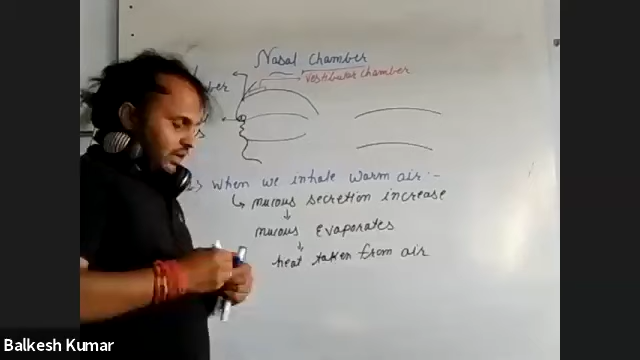 Nasal Chamber
Vestibular Chamber
When we inhale warm air:-
↳ mucous secretion increase
↓
mucous evaporates
↓
heat taken from air
Balkesh Kumar